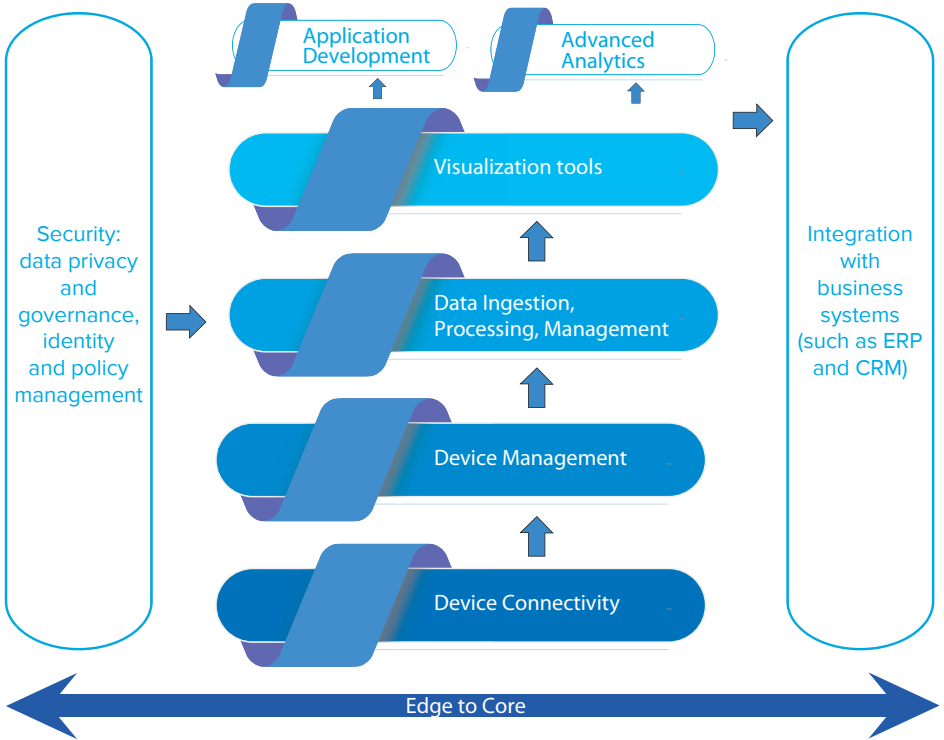 Application
Development
Advanced
Analytics
Visualization tools
Security:
data privacy
and
governance,
identity
and policy
management
Data Ingestion,
Processing, Management
Integration
with
business
systems
(such as ERP
and CRM)
Device Management
Device Connectivity
Edge to Core